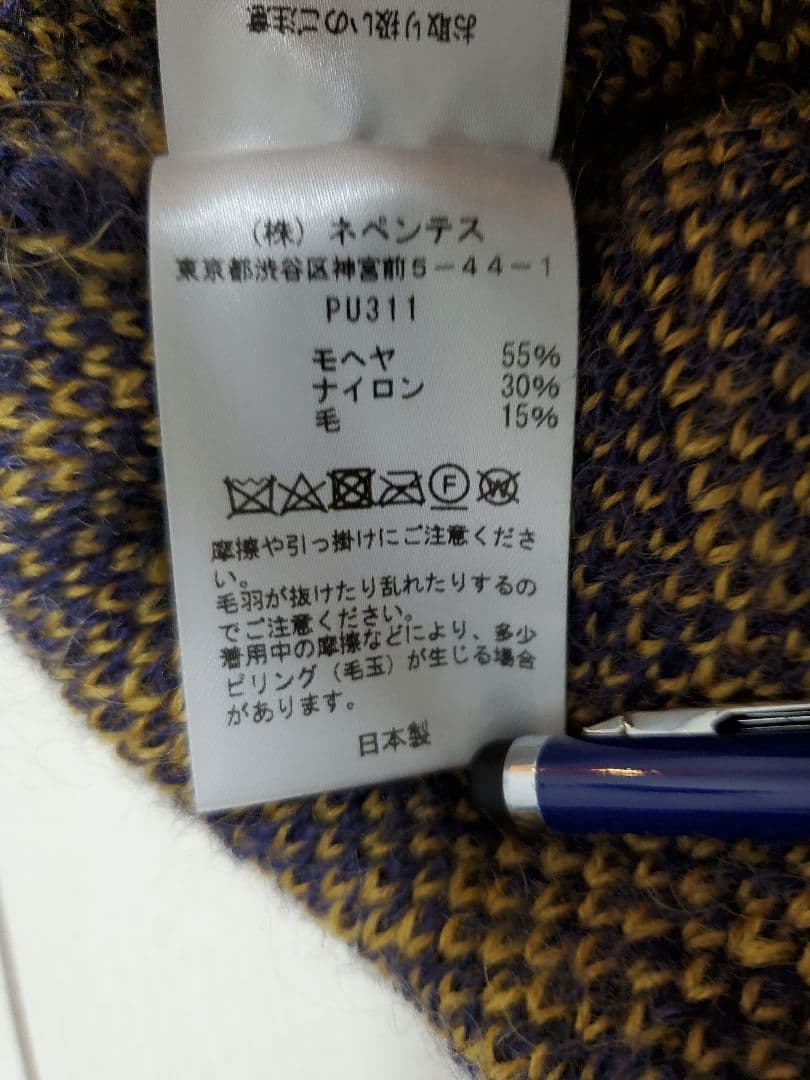 お取り扱いのご注意
（株）ネペンテス
東京都渋谷区神宮前5－44－1
PU311
モヘヤ 55%
ナイロン 30%
毛 15%
F W
摩擦や引っ掛けにご注意くださ
い。
毛羽が抜けたり乱れたりするの
でご注意ください。
着用中の摩擦などにより、多少
ピリング（毛玉）が生じる場合
があります。
日本製